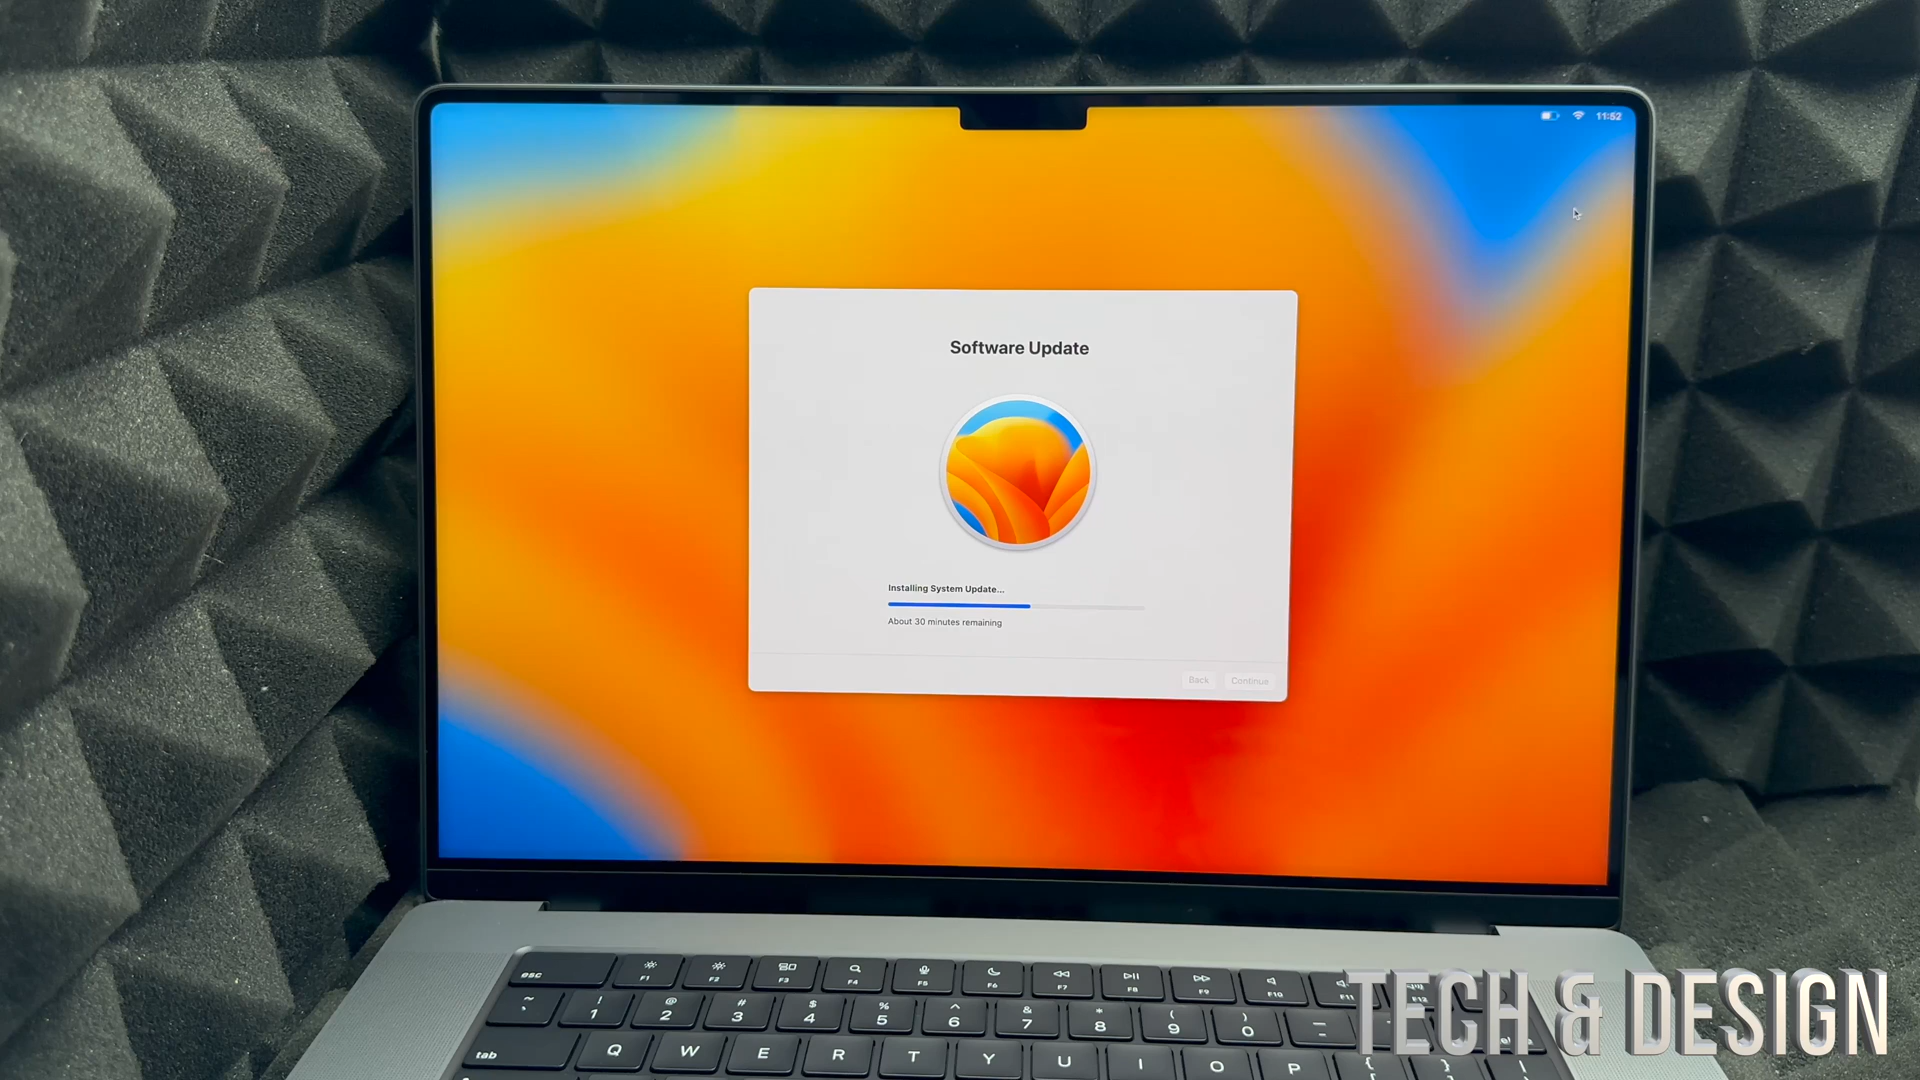 11:52
Software Update
Installing System Update...
About 30 minutes remaining
Back Continue
esc F1 F2 F3 F4 F5 F6 F7 F8 F9 F10 F11
~ ! @ # $ % ^ & * ( )
` 1 2 3 4 5 6 7 8 9 0
tab Q W E R T Y U I O P
TECH & DESIGN